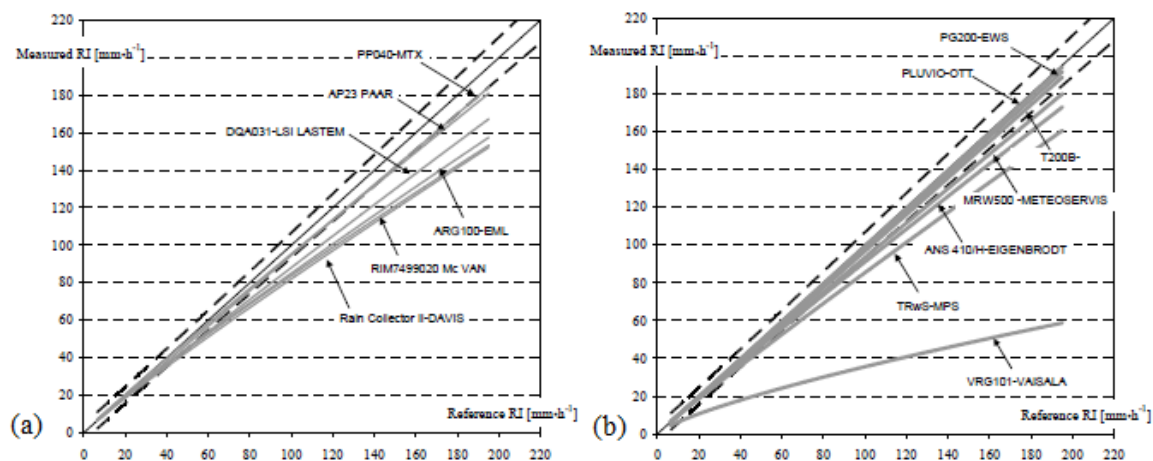 220
Measured RI [mm·h⁻¹]
200
180
160
140
120
100
80
60
40
20
0
PP040-MTX
AP23 PAAR
DQA031-LSI LASTEM
ARG100-EML
RIM7499020 Mc VAN
Rain Collector II-DAVIS
Reference RI [mm·h⁻¹]
0 20 40 60 80 100 120 140 160 180 200 220
(a)
220
Measured RI [mm·h⁻¹]
200
180
160
140
120
100
80
60
40
20
0
PG200-EWS
PLUVIO-OTT
T200B-
MRW500 -METEOSERVIS
ANS 410/H-EIGENBRODT
TRwS-MPS
VRG101-VAISALA
Reference RI [mm·h⁻¹]
0 20 40 60 80 100 120 140 160 180 200 220
(b)